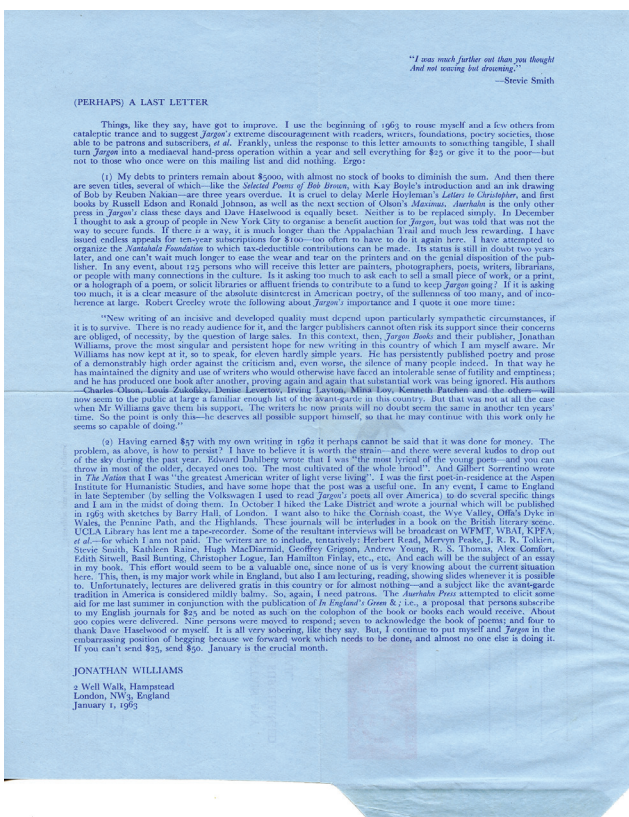 "I was much further out than you thought
And not waving but drowning."
—Stevie Smith
(PERHAPS) A LAST LETTER
Things, like they say, have got to improve. I use the beginning of 1963 to rouse myself and a few others from
cataleptic trance and to suggest Jargon's extreme discouragement with readers, writers, foundations, poetry societies, those
able to be patrons and subscribers, et al. Frankly, unless the response to this letter amounts to something tangible, I shall
turn Jargon into a mediaeval hand-press operation within a year and sell everything for $25 or give it to the poor—but
not to those who once were on this mailing list and did nothing. Ergo:
(1) My debts to printers remain about $5000, with almost no stock of books to diminish the sum. And then there
are seven titles, several of which—like the Selected Poems of Bob Brown, with Kay Boyle's introduction and an ink drawing
of Bob by Reuben Nakian—are three years overdue. It is cruel to delay Merle Hoyleman's Letters to Christopher, and first
books by Russell Edson and Ronald Johnson, as well as the next section of Olson's Maximus. Auerhahn is the only other
press in Jargon's class these days and Dave Haselwood is equally beset. Neither is to be replaced simply. In December
I thought to ask a group of people in New York City to organise a benefit auction for Jargon, but was told that was not the
way to secure funds. If there is a way, it is much longer than the Appalachian Trail and much less rewarding. I have
issued endless appeals for ten-year subscriptions for $100—too often to have to do it again here. I have attempted to
organize the Nantahala Foundation to which tax-deductible contributions can be made. Its status is still in doubt two years
later, and one can't wait much longer to ease the wear and tear on the printers and on the genial disposition of the pub-
lisher. In any event, about 125 persons who will receive this letter are painters, photographers, poets, writers, librarians,
or people with many connections in the culture. Is it asking too much to ask each to sell a small piece of work, or a print,
or a holograph of a poem, or solicit libraries or affluent friends to contribute to a fund to keep Jargon going? If it is asking
too much, it is a clear measure of the absolute disinterest in American poetry, of the sullenness of too many, and of inco-
herence at large. Robert Creeley wrote the following about Jargon's importance and I quote it one more time:
"New writing of an incisive and developed quality must depend upon particularly sympathetic circumstances, if
it is to survive. There is no ready audience for it, and the larger publishers cannot often risk its support since their concerns
are obliged, of necessity, by the question of large sales. In this context, then, Jargon Books and their publisher, Jonathan
Williams, prove the most singular and persistent hope for new writing in this country of which I am myself aware. Mr
Williams has now kept at it, so to speak, for eleven hardly simple years. He has persistently published poetry and prose
of a demonstrably high order against the criticism and, even worse, the silence of many people indeed. In that way he
has maintained the dignity and use of writers who would otherwise have faced an intolerable sense of futility and emptiness;
and he has produced one book after another, proving again and again that substantial work was being ignored. His authors
—Charles Olson, Louis Zukofsky, Denise Levertov, Irving Layton, Mina Loy, Kenneth Patchen and the others—will
now seem to the public at large a familiar enough list of the avant-garde in this country. But that was not at all the case
when Mr Williams gave them his support. The writers he now prints will no doubt seem the same in another ten years'
time. So the point is only this—he deserves all possible support himself, so that he may continue with this work only he
seems so capable of doing."
(2) Having earned $57 with my own writing in 1962 it perhaps cannot be said that it was done for money. The
problem, as above, is how to persist? I have to believe it is worth the strain—and there were several kudos to drop out
of the sky during the past year. Edward Dahlberg wrote that I was "the most lyrical of the young poets—and you can
throw in most of the older, decayed ones too. The most cultivated of the whole brood". And Gilbert Sorrentino wrote
in The Nation that I was "the greatest American writer of light verse living". I was the first poet-in-residence at the Aspen
Institute for Humanistic Studies, and have some hope that the post was a useful one. In any event, I came to England
in late September (by selling the Volkswagen I used to read Jargon's poets all over America) to do several specific things
and I am in the midst of doing them. In October I hiked the Lake District and wrote a journal which will be published
in 1963 with sketches by Barry Hall, of London. I want also to hike the Cornish coast, the Wye Valley, Offa's Dyke in
Wales, the Pennine Path, and the Highlands. These journals will be interludes in a book on the British literary scene.
UCLA Library has lent me a tape-recorder. Some of the resultant interviews will be broadcast on WFMT, WBAI, KPFA,
et al.—for which I am not paid. The writers are to include, tentatively: Herbert Read, Mervyn Peake, J. R. R. Tolkien,
Stevie Smith, Kathleen Raine, Hugh MacDiarmid, Geoffrey Grigson, Andrew Young, R. S. Thomas, Alex Comfort,
Edith Sitwell, Basil Bunting, Christopher Logue, Ian Hamilton Finlay, etc., etc. And each will be the subject of an essay
in my book. This effort would seem to be a valuable one, since none of us is very knowing about the current situation
here. This, then, is my major work while in England, but also I am lecturing, reading, showing slides whenever it is possible
to. Unfortunately, lectures are delivered gratis in this country or for almost nothing—and a subject like the avant-garde
tradition in America is considered mildly balmy. So, again, I need patrons. The Auerhahn Press attempted to elicit some
aid for me last summer in conjunction with the publication of In England's Green & ; i.e., a proposal that persons subscribe
to my English journals for $25 and be noted as such on the colophon of the book or books each would receive. About
200 copies were delivered. Nine persons were moved to respond; seven to acknowledge the book of poems; and four to
thank Dave Haselwood or myself. It is all very sobering, like they say. But, I continue to put myself and Jargon in the
embarrassing position of begging because we forward work which needs to be done, and almost no one else is doing it.
If you can't send $25, send $50. January is the crucial month.
JONATHAN WILLIAMS
2 Well Walk, Hampstead
London, NW3, England
January 1, 1963